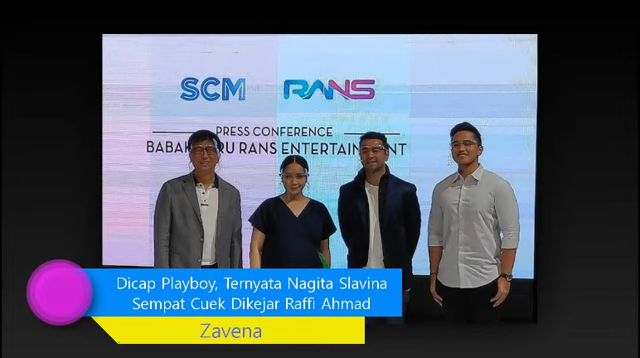 SCM RANS
PRESS CONFERENCE
BABAK BARU RANS ENTERTAINMENT
Dicap Playboy, Ternyata Nagita Slavina
Sempat Cuek Dikejar Raffi Ahmad
Zavena